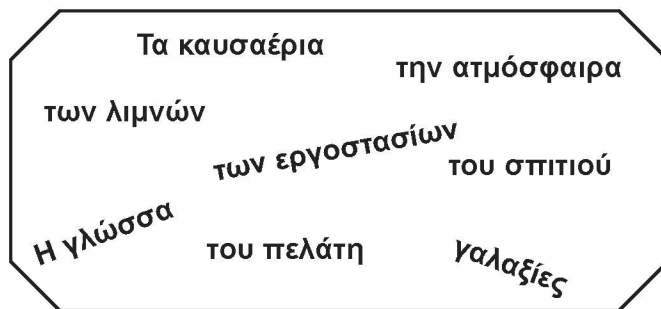 Τα καυσαέρια
την ατμόσφαιρα
των λιμνών
των εργοστασίων
του σπιτιού
Η γλώσσα
του πελάτη
γαλαξίες